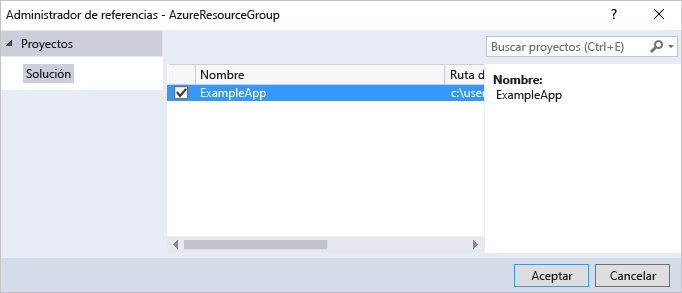 Administrador de referencias - AzureResourceGroup
Proyectos
Solución
Buscar proyectos (Ctrl+E)
Nombre
Ruta d
ExampleApp
c:\user
Nombre:
ExampleApp
Aceptar
Cancelar